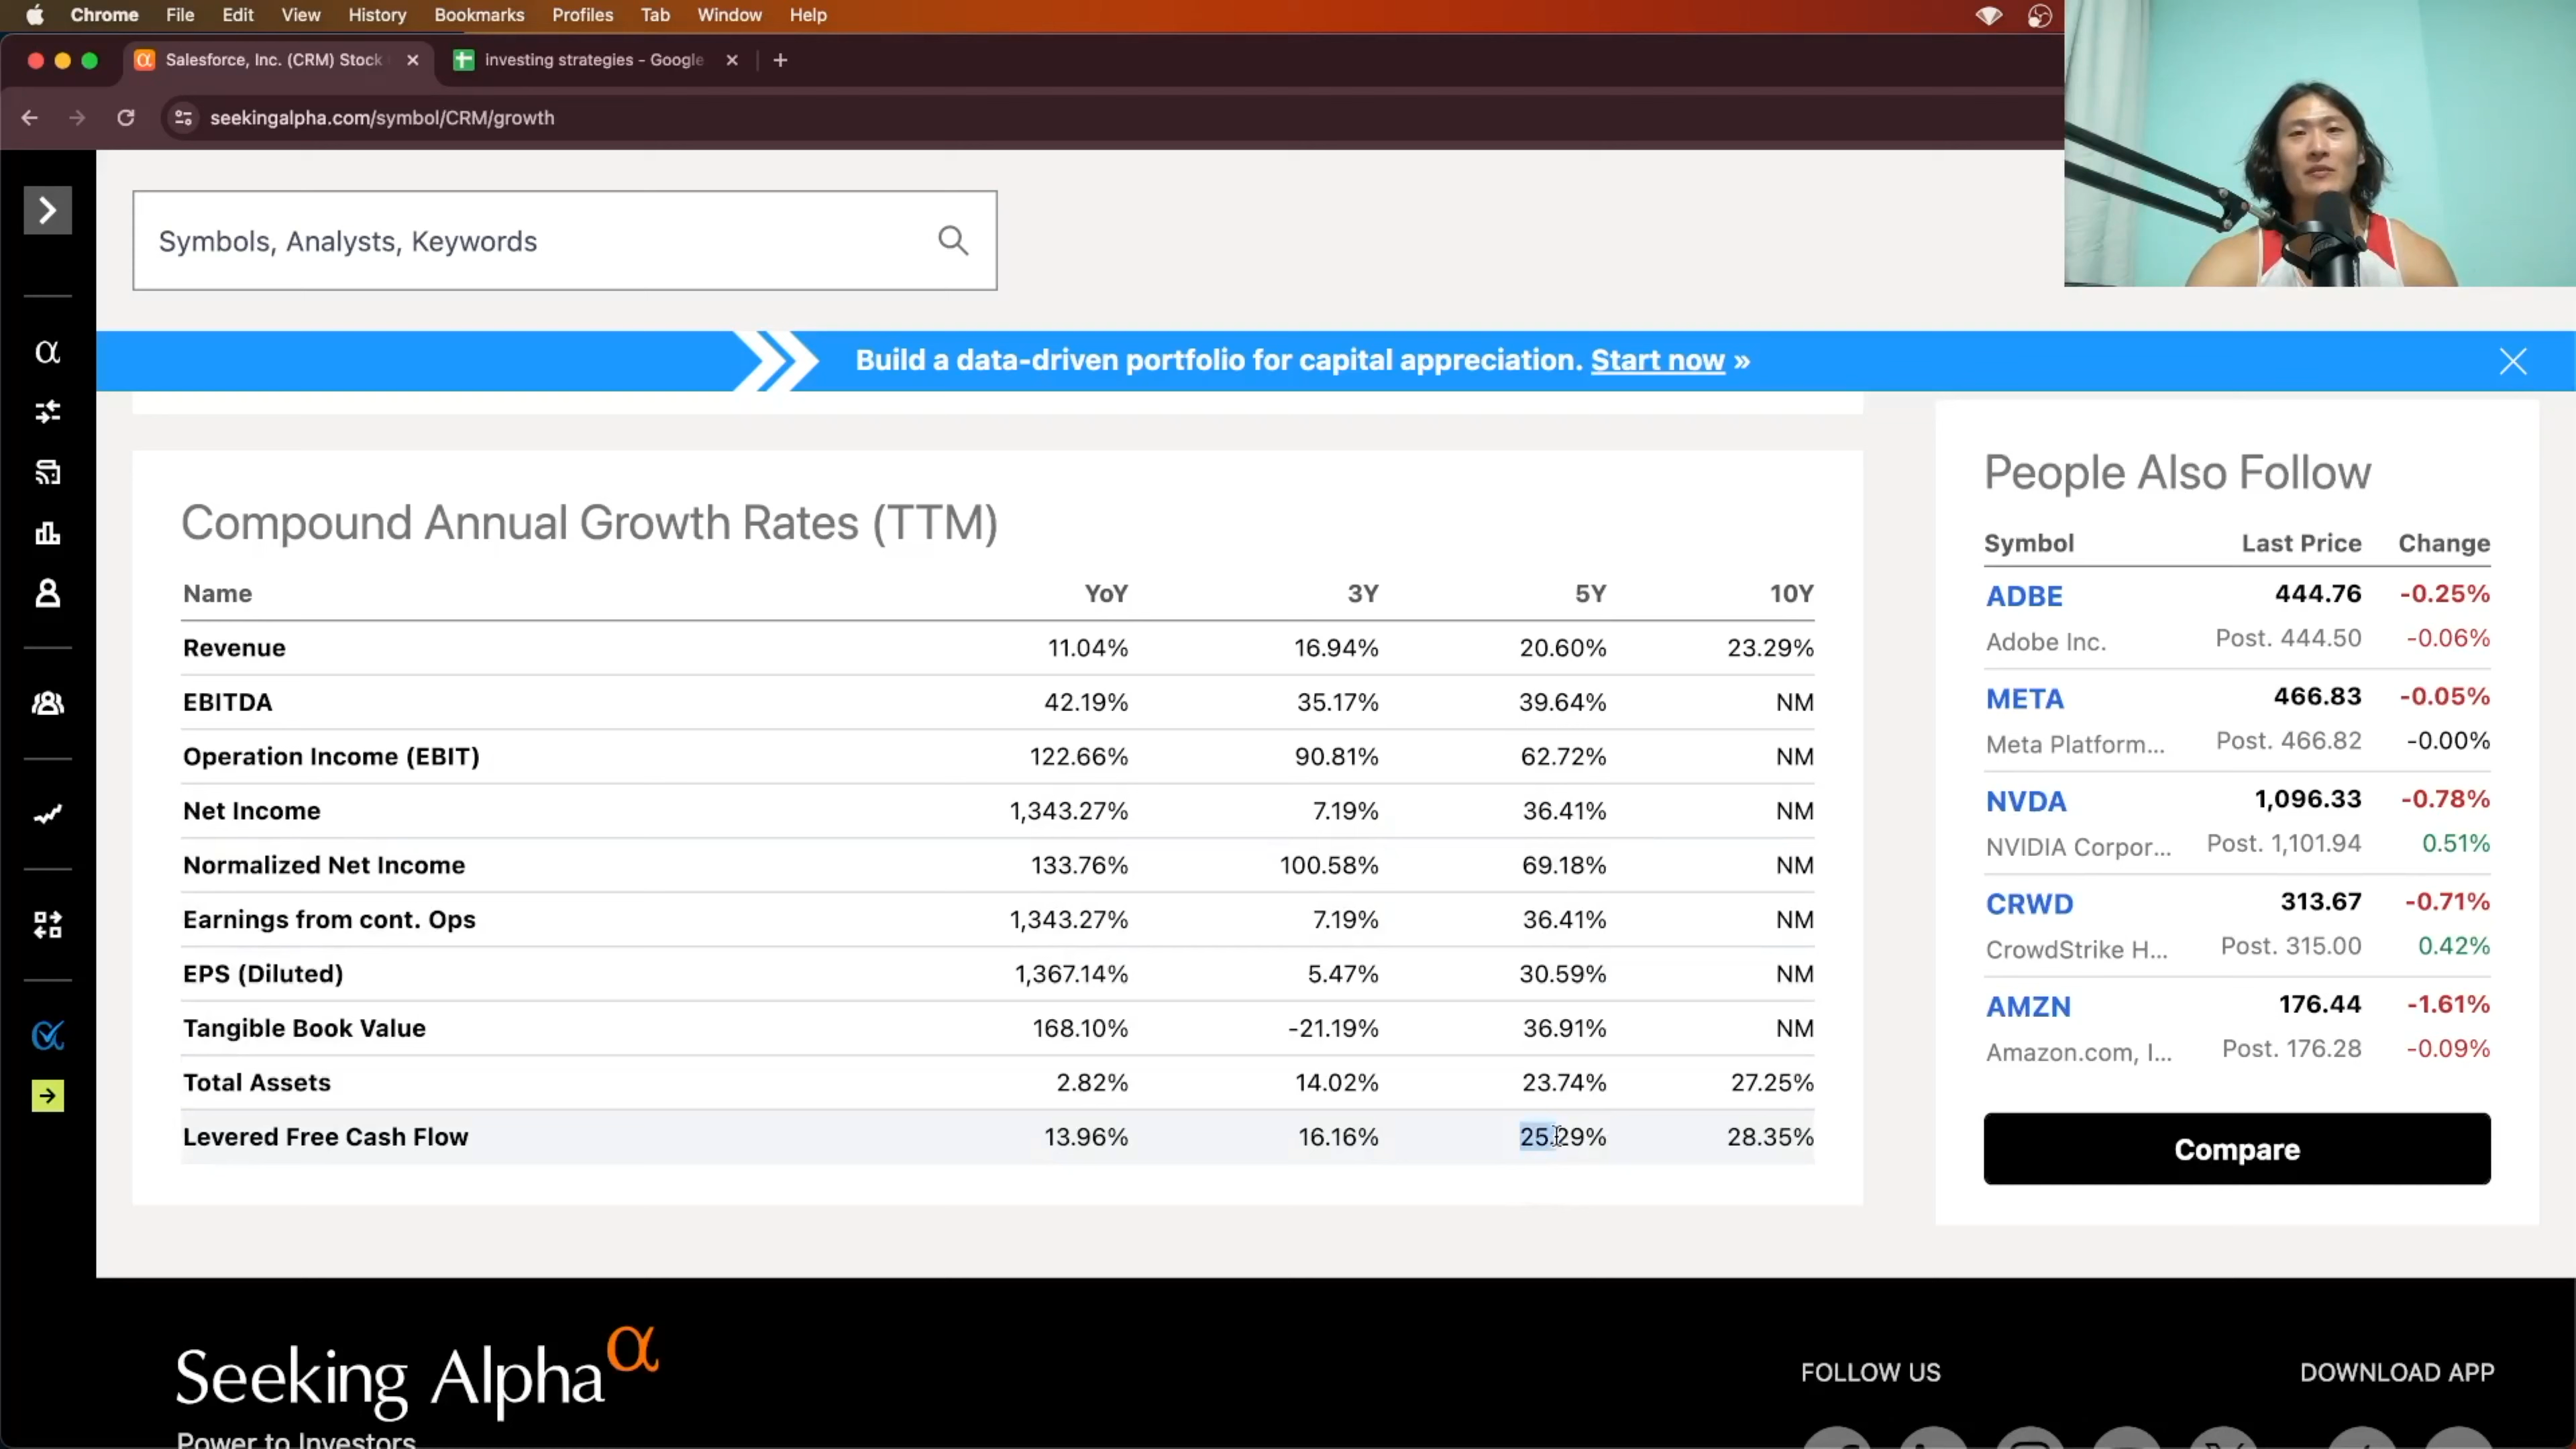 Chrome File Edit View History Bookmarks Profiles Tab Window Help
Salesforce, Inc. (CRM) Stock
investing strategies - Google
seekingalpha.com/symbol/CRM/growth
Symbols, Analysts, Keywords
Build a data-driven portfolio for capital appreciation. Start now »
Compound Annual Growth Rates (TTM)
Name YoY 3Y 5Y 10Y
Revenue 11.04% 16.94% 20.60% 23.29%
EBITDA 42.19% 35.17% 39.64% NM
Operation Income (EBIT) 122.66% 90.81% 62.72% NM
Net Income 1,343.27% 7.19% 36.41% NM
Normalized Net Income 133.76% 100.58% 69.18% NM
Earnings from cont. Ops 1,343.27% 7.19% 36.41% NM
EPS (Diluted) 1,367.14% 5.47% 30.59% NM
Tangible Book Value 168.10% -21.19% 36.91% NM
Total Assets 2.82% 14.02% 23.74% 27.25%
Levered Free Cash Flow 13.96% 16.16% 25.29% 28.35%
People Also Follow
Symbol Last Price Change
ADBE 444.76 -0.25%
Adobe Inc. Post. 444.50 -0.06%
META 466.83 -0.05%
Meta Platform... Post. 466.82 -0.00%
NVDA 1,096.33 -0.78%
NVIDIA Corpor... Post. 1,101.94 0.51%
CRWD 313.67 -0.71%
CrowdStrike H... Post. 315.00 0.42%
AMZN 176.44 -1.61%
Amazon.com, I... Post. 176.28 -0.09%
Compare
Seeking Alpha α
Power to Investors
FOLLOW US
DOWNLOAD APP